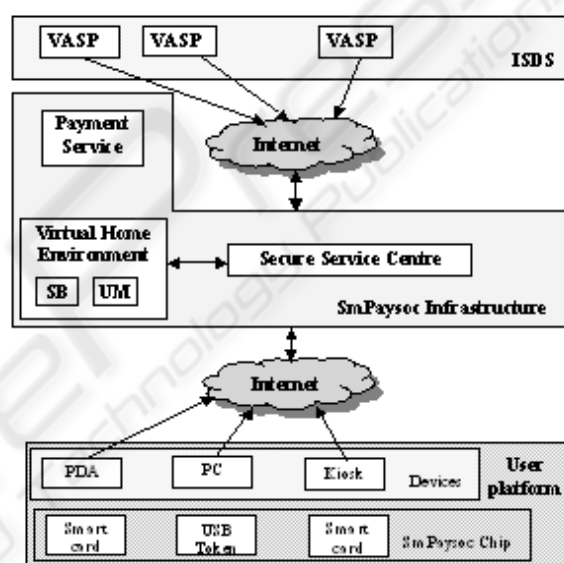 VASP VASP VASP
ISDS
Payment
Service
Internet
Virtual Home
Environment
SB UM
Secure Service Centre
SmPaysoc Infrastructure
Internet
PDA PC Kiosk Devices
User
platform
Smart
card
USB
Token
Smart
card
SmPaysoc Chip